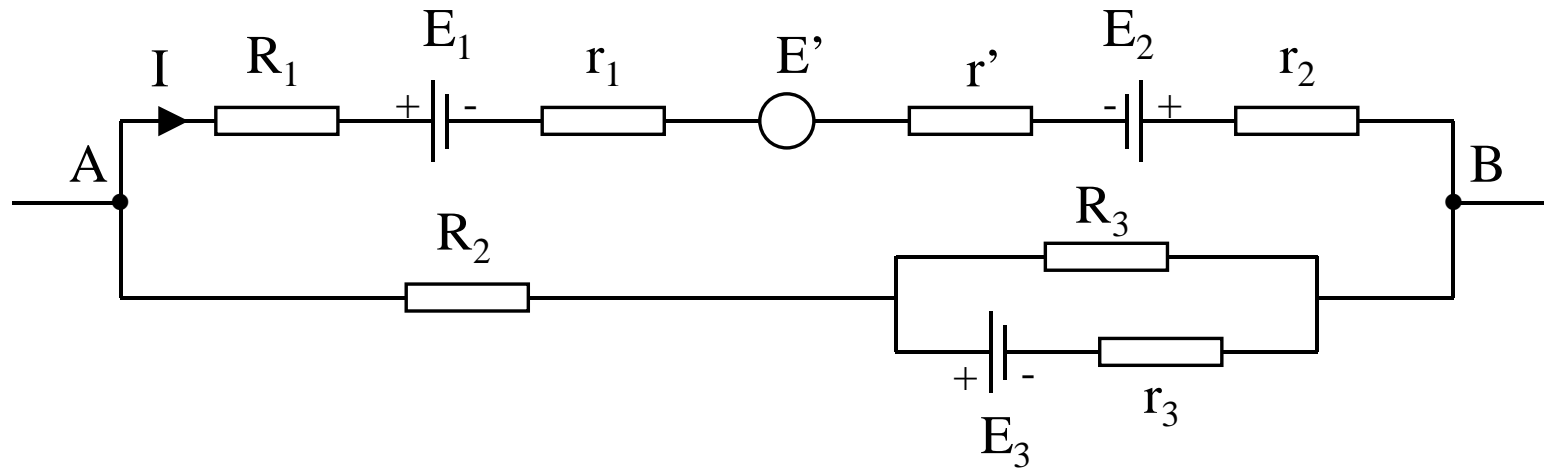 I R₁ + E₁ - r₁ E’ r’ - E₂ + r₂
A B
R₂ R₃
+ - r₃
E₃